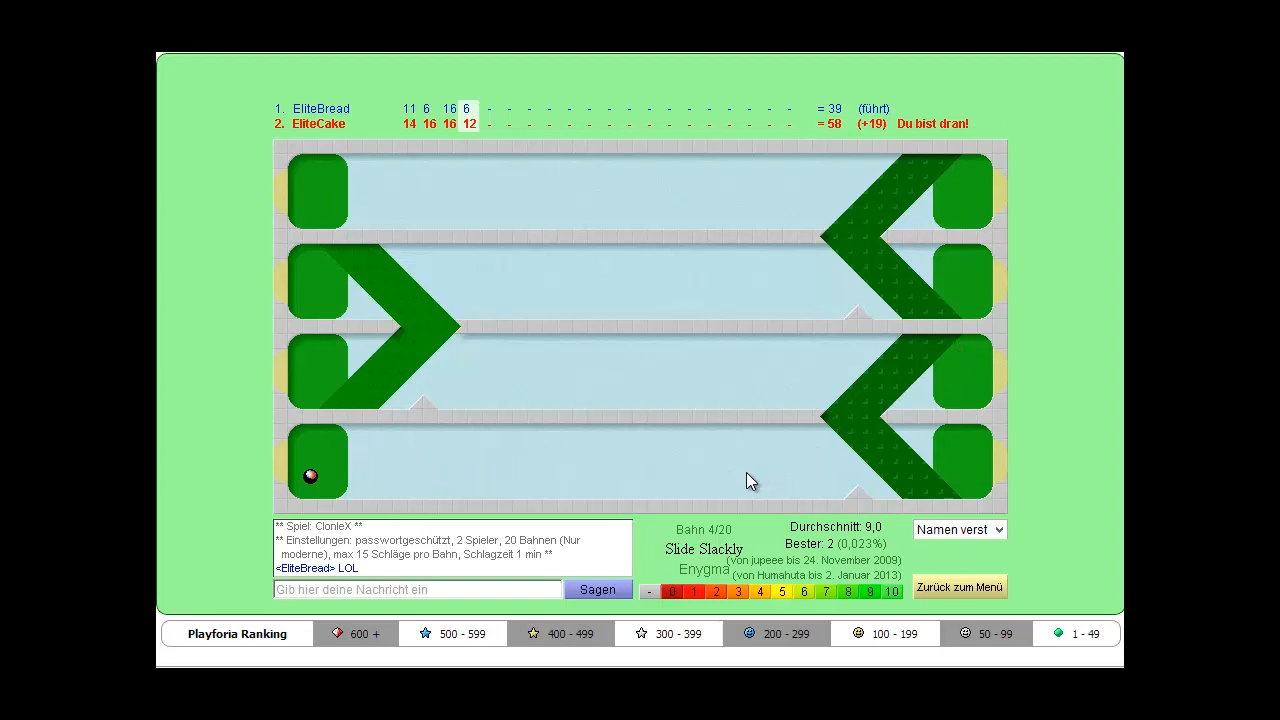 1. EliteBread 11 6 16 6 - - - - - - - - - - - - - - - - = 39 (führt)
2. EliteCake 14 16 16 12 - - - - - - - - - - - - - - - - = 58 (+19) Du bist dran!
** Spiel: ClonleX **
** Einstellungen: passwortgeschützt, 2 Spieler, 20 Bahnen (Nur
moderne), max 15 Schläge pro Bahn, Schlagzeit 1 min **
<EliteBread> LOL
Gib hier deine Nachricht ein
Sagen
Bahn 4/20
Slide Slackly
Enygma
Durchschnitt: 9,0
Bester: 2 (0,023%)
(von jupeee bis 24. November 2009)
(von Humahuta bis 2. Januar 2013)
- 0 1 2 3 4 5 6 7 8 9 10
Namen verst
Zurück zum Menü
Playforia Ranking 600 + 500 - 599 400 - 499 300 - 399 200 - 299 100 - 199 50 - 99 1 - 49